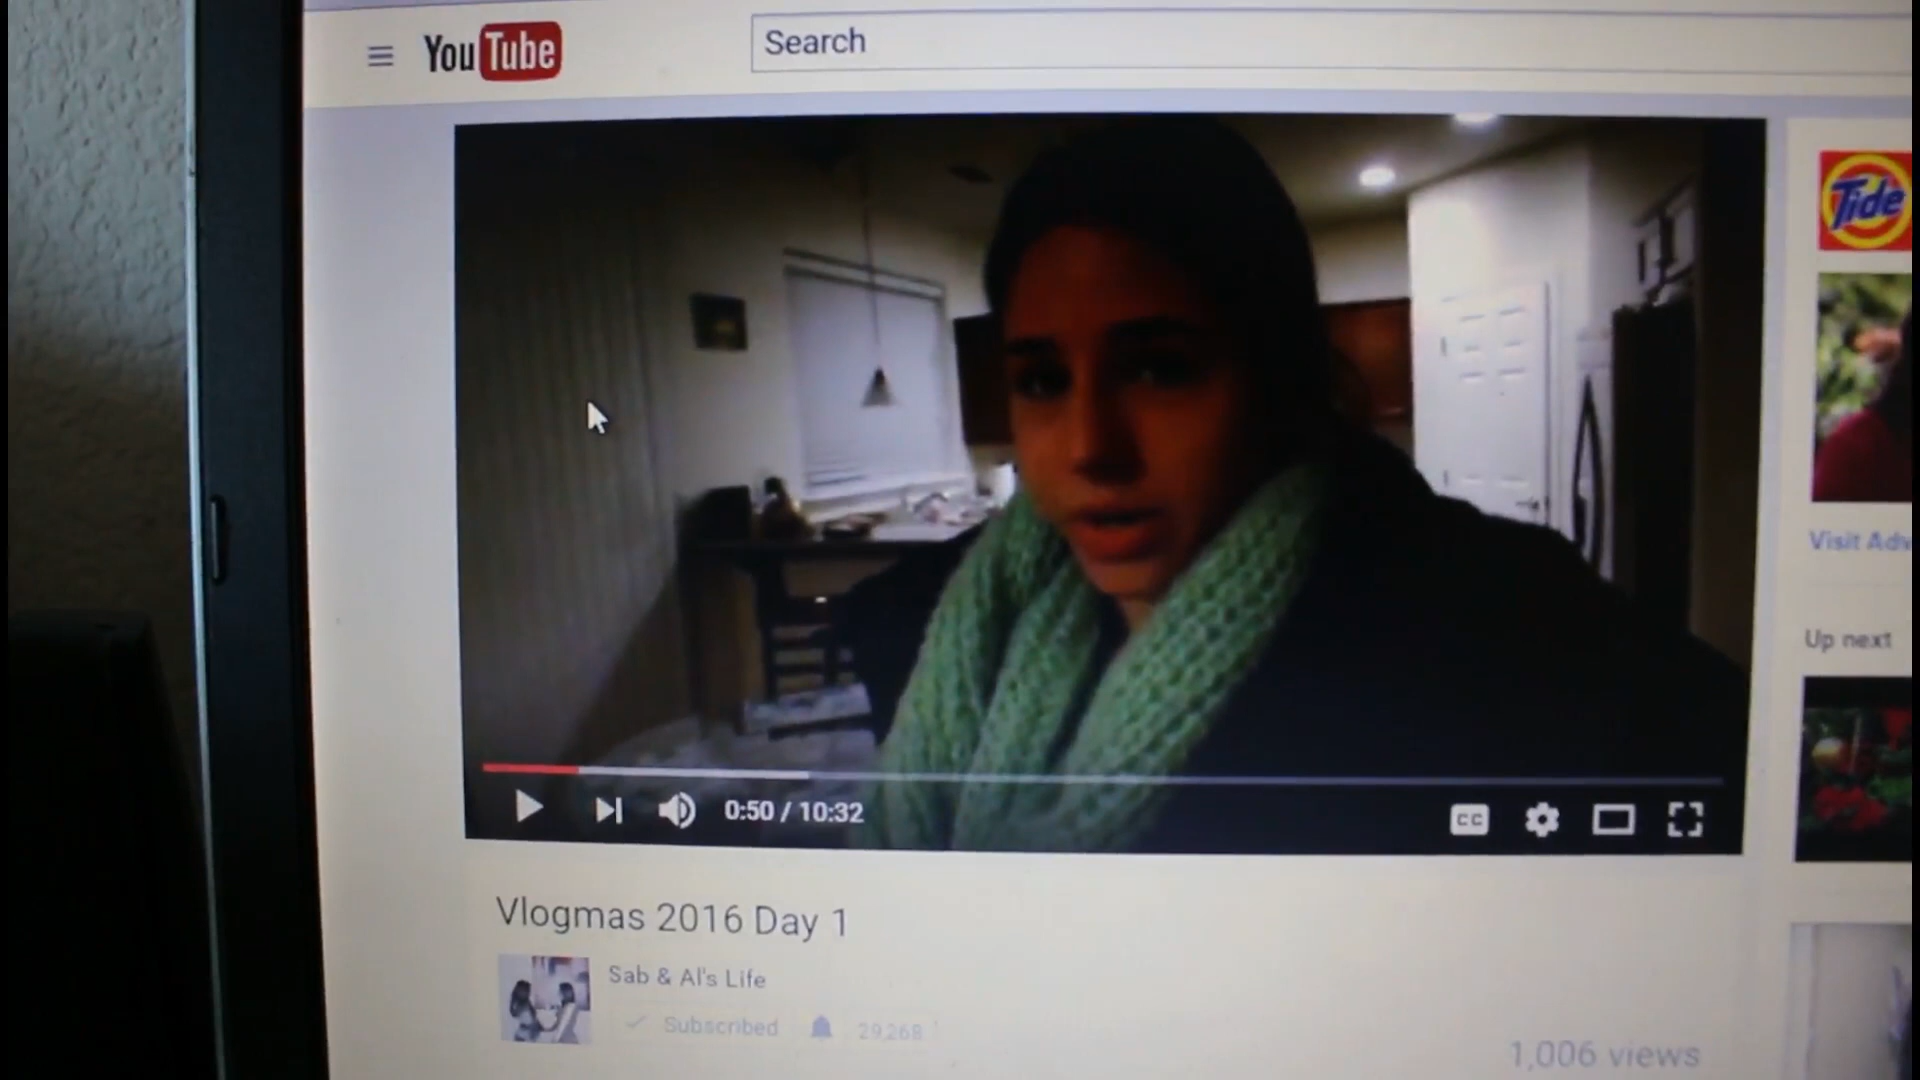 YouTube
Search
Tide
Visit Adv
Up next
CC
0:50 / 10:32
Vlogmas 2016 Day 1
Sab & Al's Life
Subscribed 29,268
1,006 views